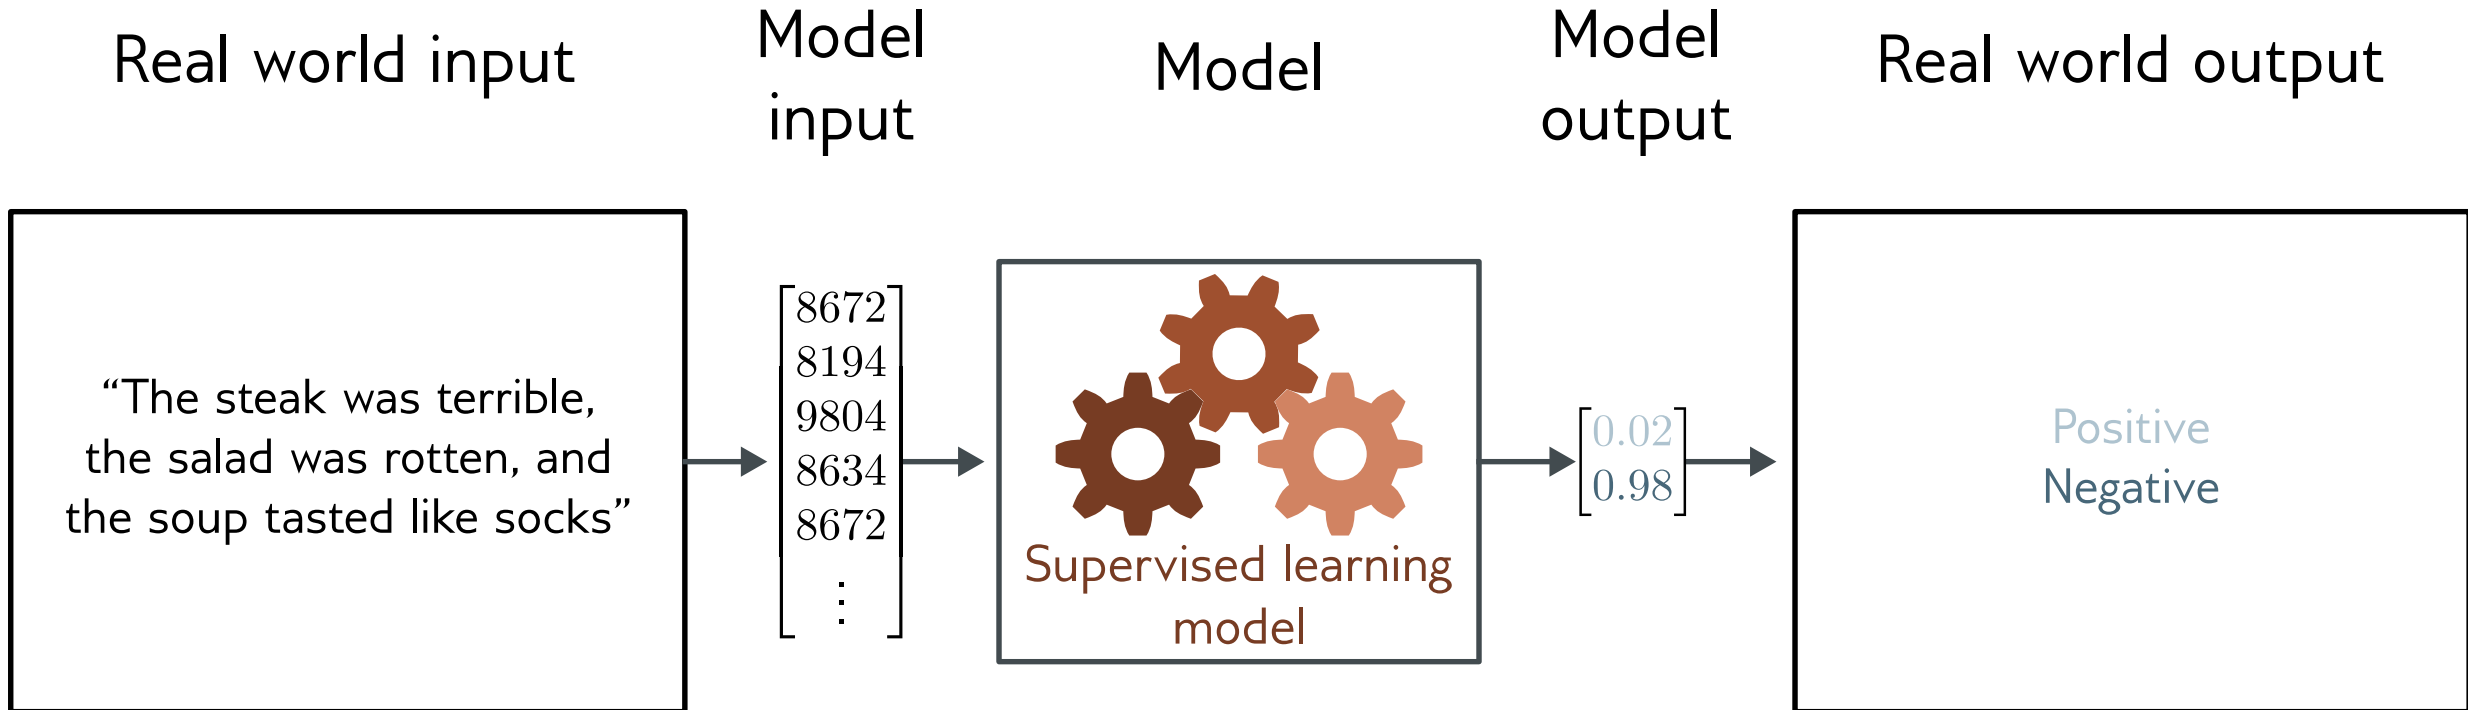 Real world input
Model
input
Model
Model
output
Real world output
“The steak was terrible,
the salad was rotten, and
the soup tasted like socks”
8672
8194
9804
8634
8672
⋮
Supervised learning
model
0.02
0.98
Positive
Negative